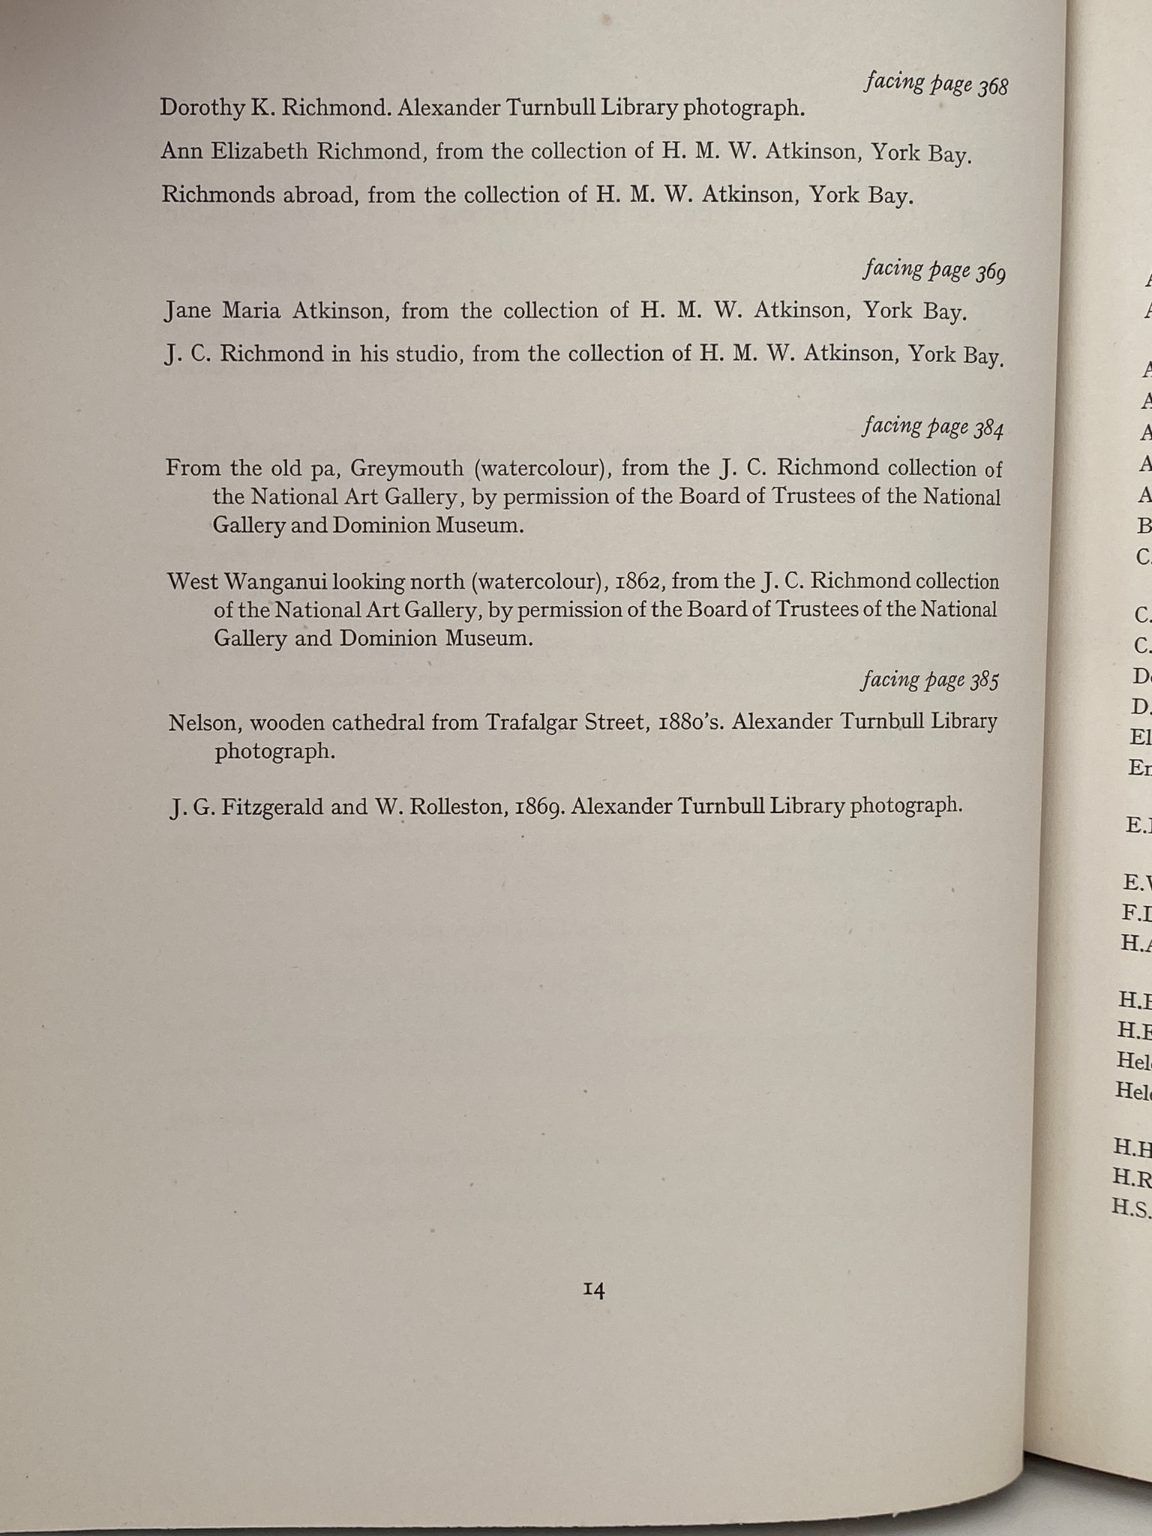 facing page 368
Dorothy K. Richmond. Alexander Turnbull Library photograph.
Ann Elizabeth Richmond, from the collection of H. M. W. Atkinson, York Bay.
Richmonds abroad, from the collection of H. M. W. Atkinson, York Bay.
facing page 369
Jane Maria Atkinson, from the collection of H. M. W. Atkinson, York Bay.
J. C. Richmond in his studio, from the collection of H. M. W. Atkinson, York Bay.
facing page 384
From the old pa, Greymouth (watercolour), from the J. C. Richmond collection of
the National Art Gallery, by permission of the Board of Trustees of the National
Gallery and Dominion Museum.
West Wanganui looking north (watercolour), 1862, from the J. C. Richmond collection
of the National Art Gallery, by permission of the Board of Trustees of the National
Gallery and Dominion Museum.
facing page 385
Nelson, wooden cathedral from Trafalgar Street, 1880's. Alexander Turnbull Library
photograph.
J. G. Fitzgerald and W. Rolleston, 1869. Alexander Turnbull Library photograph.
14